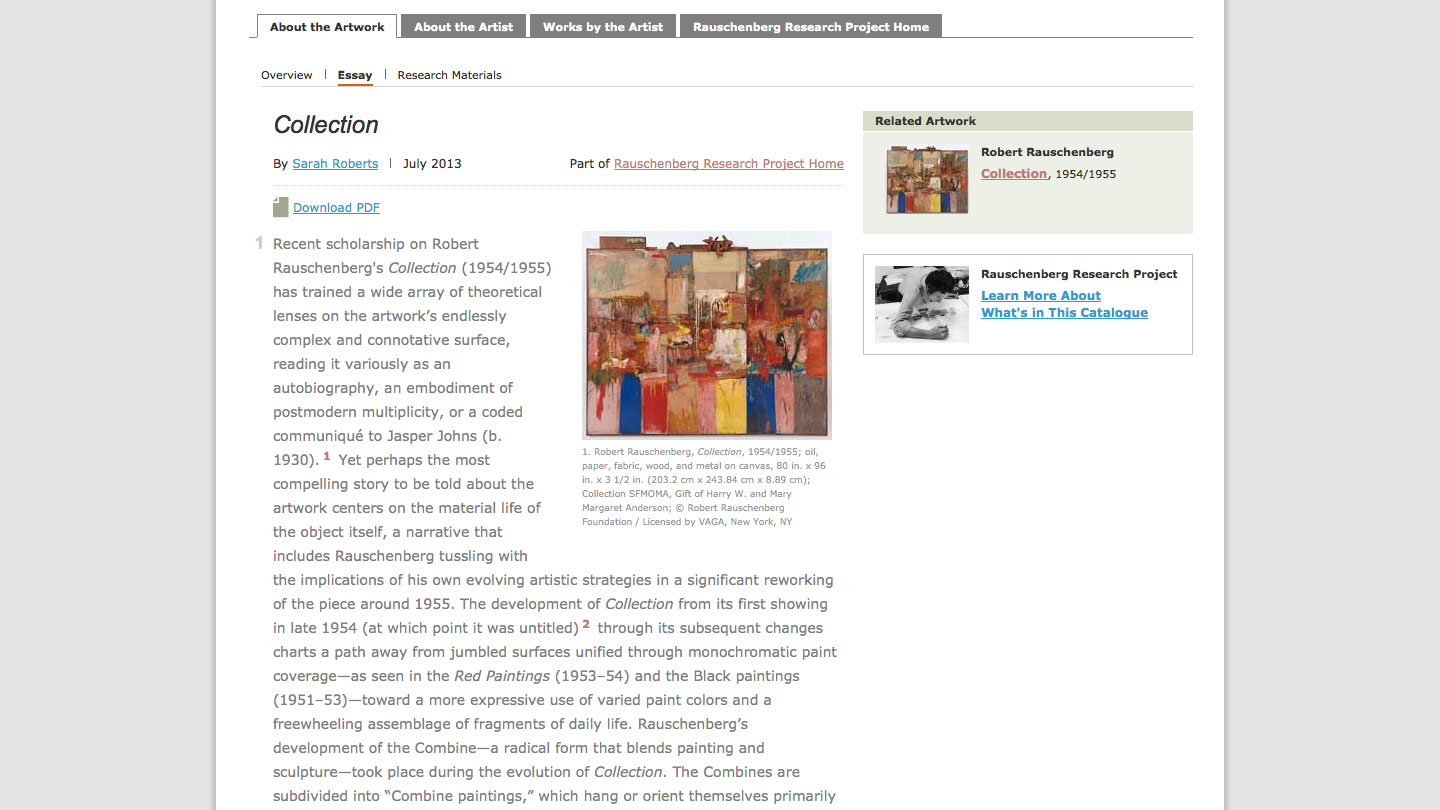 About the Artwork
About the Artist
Works by the Artist
Rauschenberg Research Project Home
Overview
Essay
Research Materials
Collection
By Sarah Roberts | July 2013
Part of Rauschenberg Research Project Home
Download PDF
1
Recent scholarship on Robert
Rauschenberg's Collection (1954/1955)
has trained a wide array of theoretical
lenses on the artwork’s endlessly
complex and connotative surface,
reading it variously as an
autobiography, an embodiment of
postmodern multiplicity, or a coded
communiqué to Jasper Johns (b.
1930). 1 Yet perhaps the most
compelling story to be told about the
artwork centers on the material life of
the object itself, a narrative that
includes Rauschenberg tussling with
the implications of his own evolving artistic strategies in a significant reworking
of the piece around 1955. The development of Collection from its first showing
in late 1954 (at which point it was untitled) 2 through its subsequent changes
charts a path away from jumbled surfaces unified through monochromatic paint
coverage—as seen in the Red Paintings (1953–54) and the Black paintings
(1951–53)—toward a more expressive use of varied paint colors and a
freewheeling assemblage of fragments of daily life. Rauschenberg’s
development of the Combine—a radical form that blends painting and
sculpture—took place during the evolution of Collection. The Combines are
subdivided into “Combine paintings,” which hang or orient themselves primarily
1. Robert Rauschenberg, Collection, 1954/1955; oil,
paper, fabric, wood, and metal on canvas, 80 in. x 96
in. x 3 1/2 in. (203.2 cm x 243.84 cm x 8.89 cm);
Collection SFMOMA, Gift of Harry W. and Mary
Margaret Anderson; © Robert Rauschenberg
Foundation / Licensed by VAGA, New York, NY
Related Artwork
Robert Rauschenberg
Collection, 1954/1955
Rauschenberg Research Project
Learn More About
What's in This Catalogue